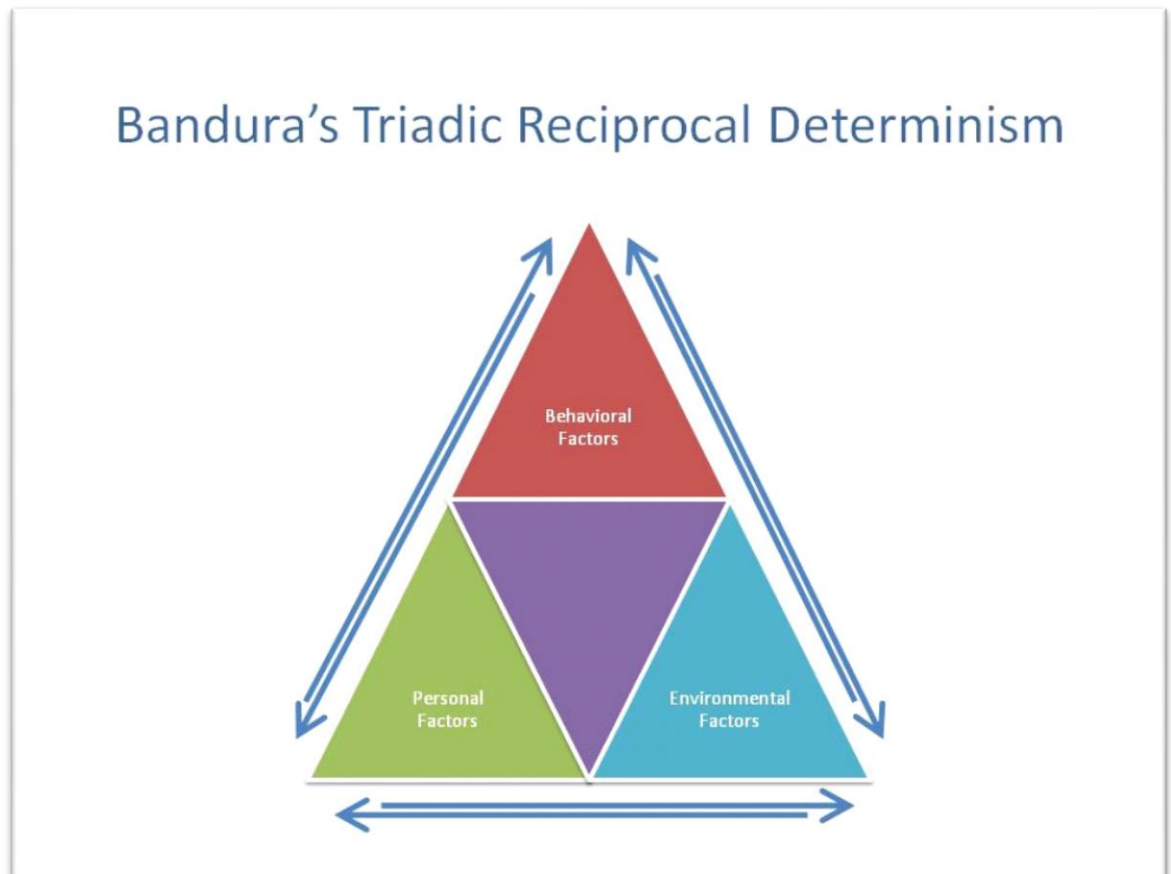 Bandura’s Triadic Reciprocal Determinism
Behavioral
Factors
Personal
Factors
Environmental
Factors